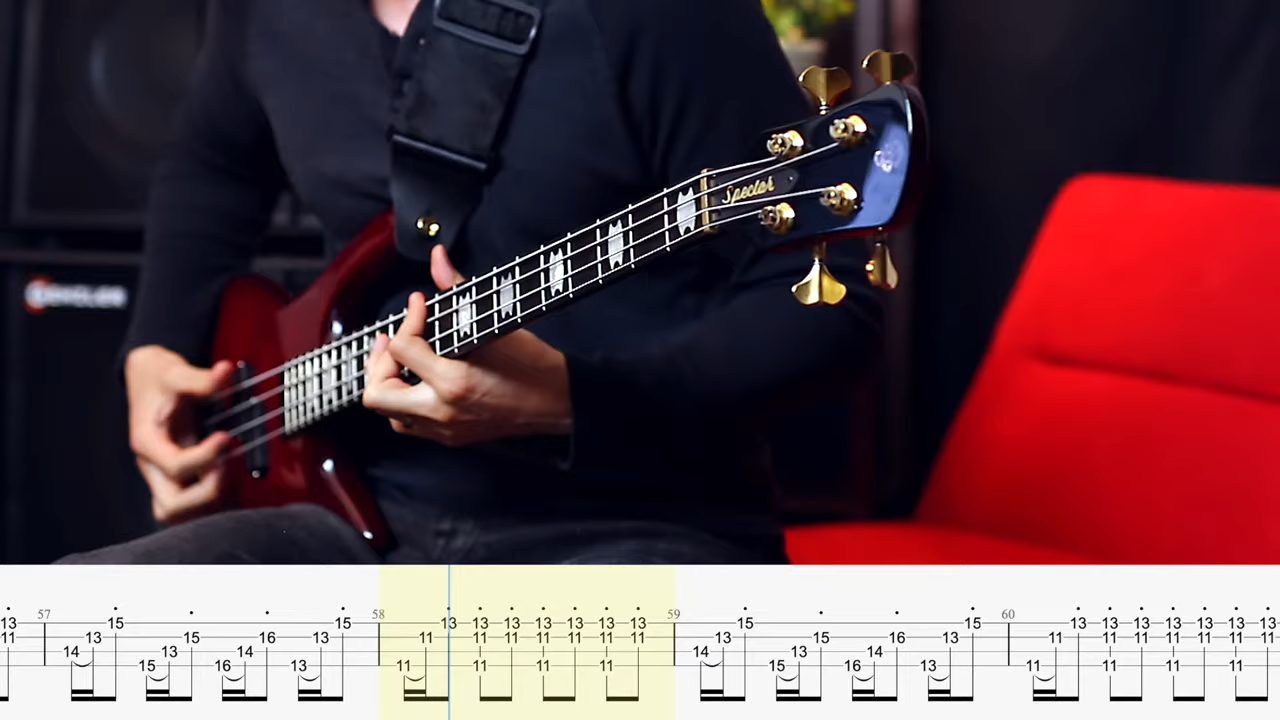 Spector
57 58 59 60
13 15 15 13 13 13 13 13 13 13 15 15 13 13 13 13 13 13 13
11 13 15 16 13 11 11 11 11 11 11 11 13 15 16 13 11 11 11 11 11 11 11
14 13 14 14 13 14
15 16 13 11 11 11 11 15 16 13 11 11 11 11